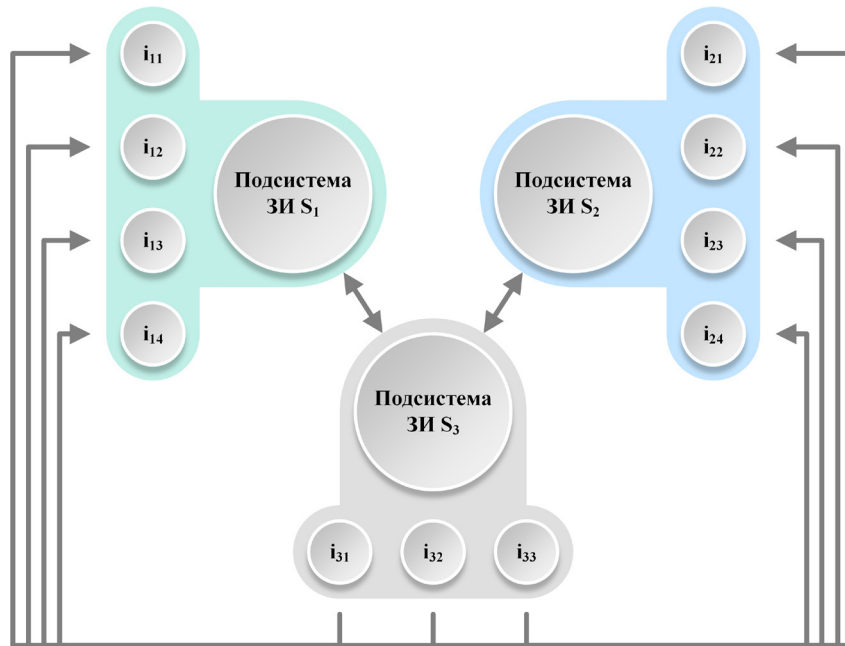 i₁₁
i₁₂
i₁₃
i₁₄
Подсистема
ЗИ S₁
i₂₁
i₂₂
i₂₃
i₂₄
Подсистема
ЗИ S₂
Подсистема
ЗИ S₃
i₃₁
i₃₂
i₃₃